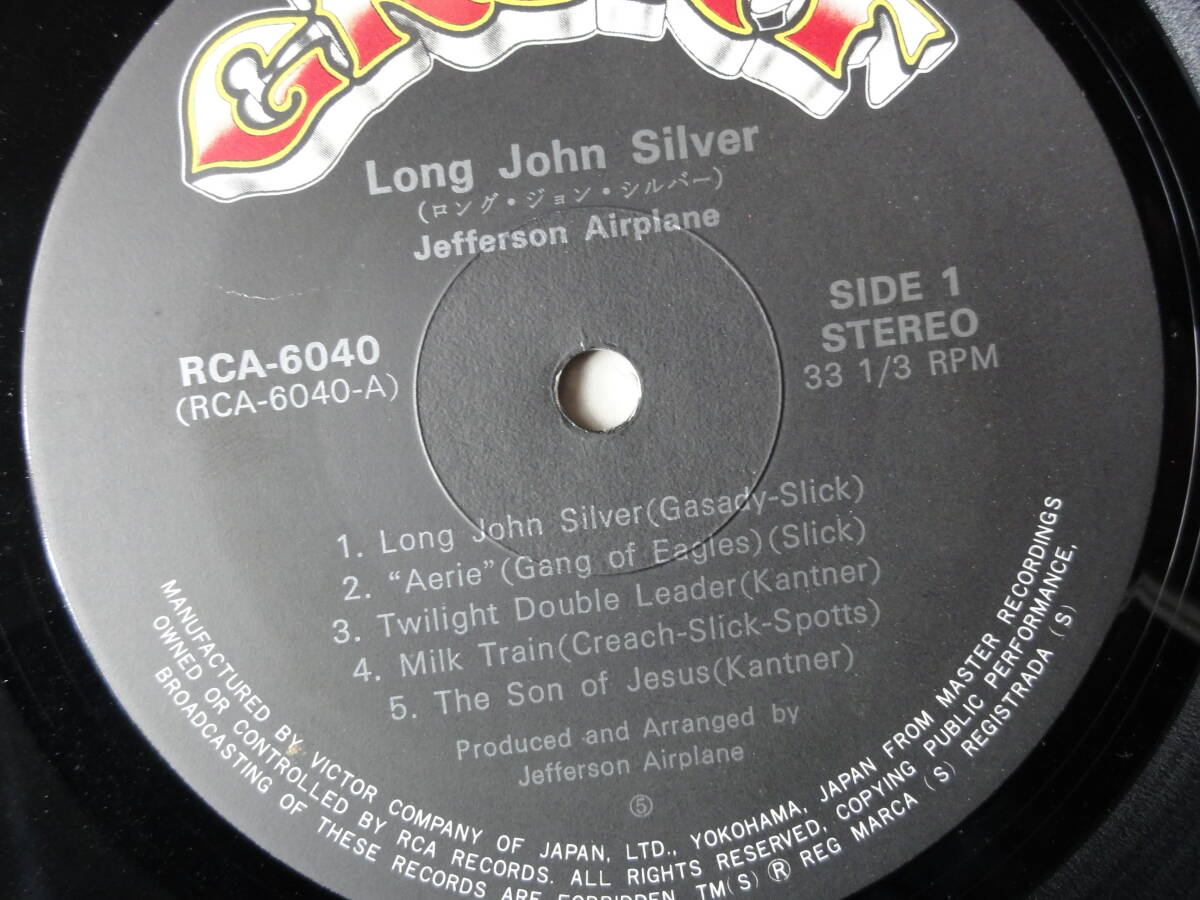 Long John Silver
(ロング・ジョン・シルバー)
Jefferson Airplane
SIDE 1
STEREO
33 1/3 RPM
RCA-6040
(RCA-6040-A)
1. Long John Silver(Gasady-Slick)
2. “Aerie”(Gang of Eagles)(Slick)
3. Twilight Double Leader(Kantner)
4. Milk Train(Creach-Slick-Spotts)
5. The Son of Jesus(Kantner)
Produced and Arranged by
Jefferson Airplane
⑤
MANUFACTURED BY VICTOR COMPANY OF JAPAN, LTD., YOKOHAMA, JAPAN FROM MASTER RECORDINGS
OWNED OR CONTROLLED BY RCA RECORDS. ALL RIGHTS RESERVED, COPYING PUBLIC PERFORMANCE,
BROADCASTING OF THESE RECORDS ARE FORBIDDEN. TM(S) ® REG MARCA (S) REGISTRADA (S)